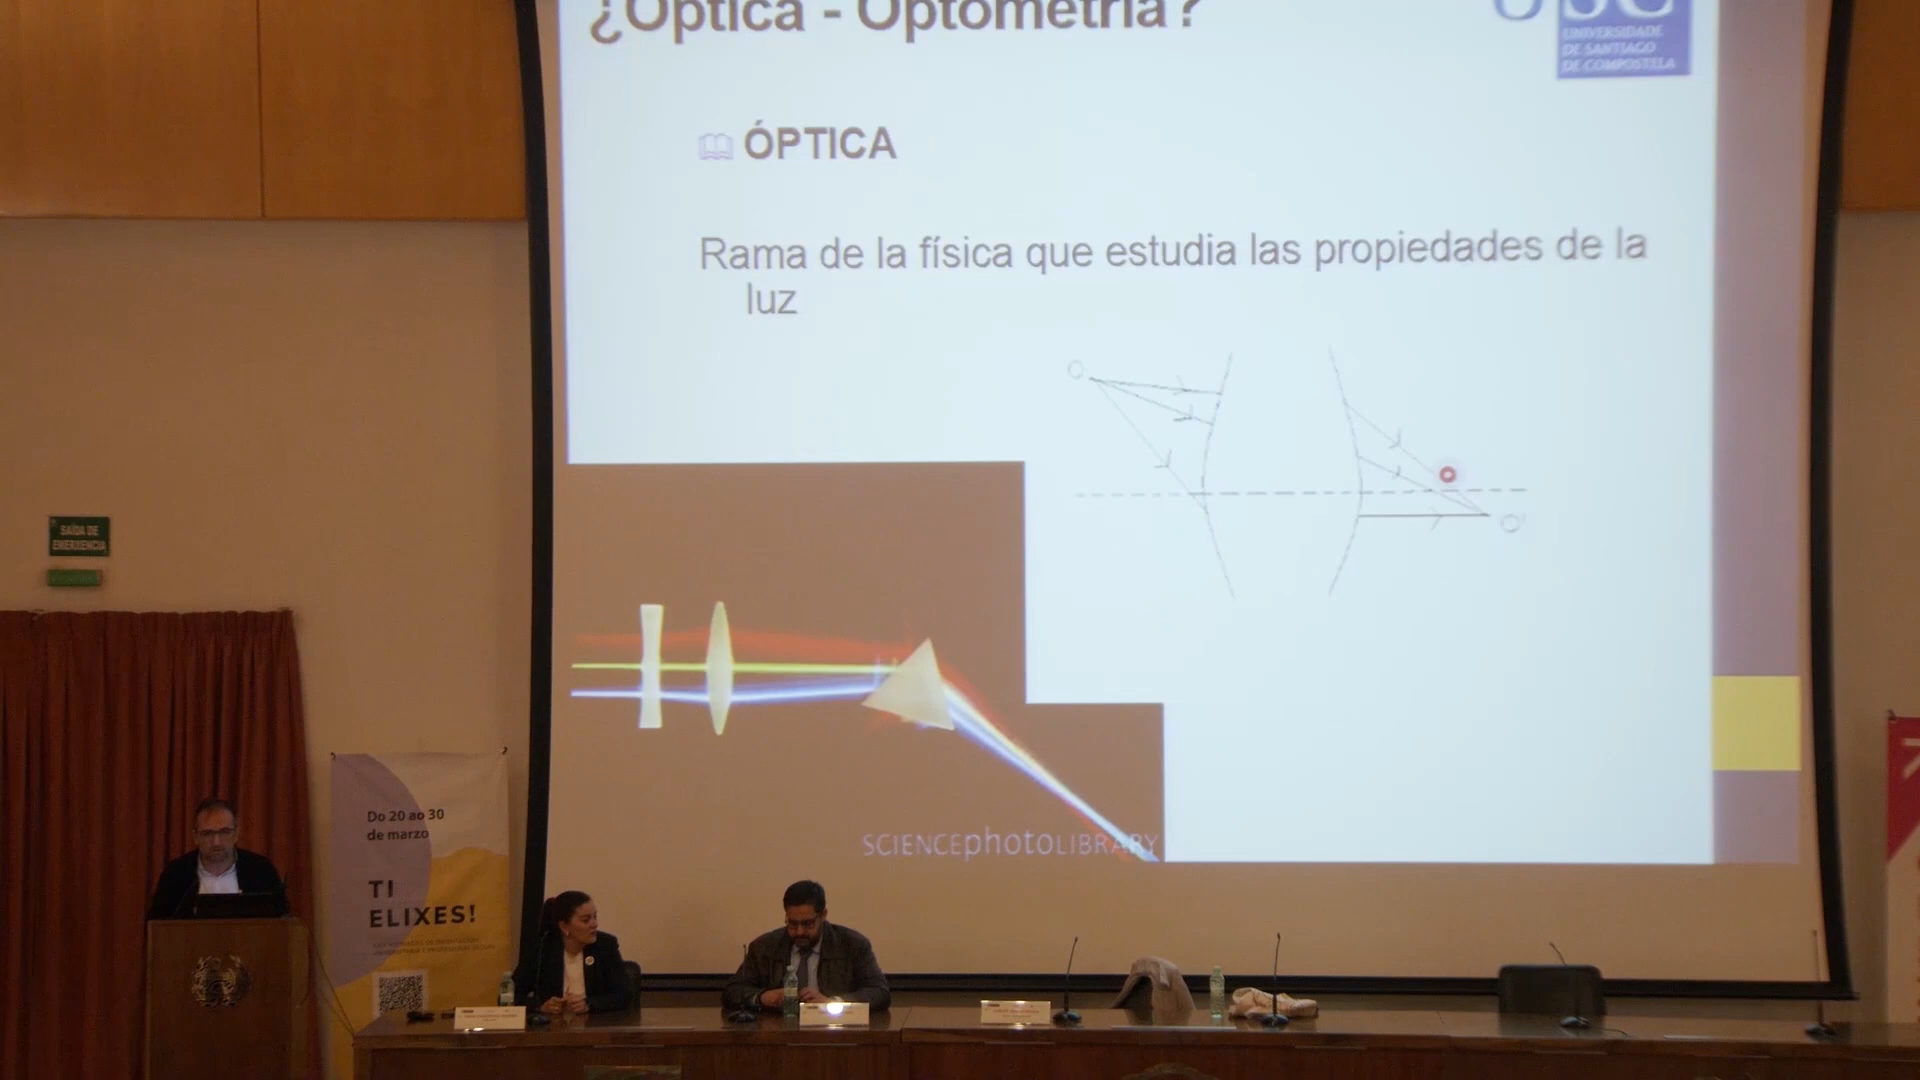 ¿Óptica - Optometría?
USC
UNIVERSIDADE
DE SANTIAGO
DE COMPOSTELA
ÓPTICA
Rama de la física que estudia las propiedades de la
luz
O
O'
SCIENCEphotoLIBRARY
SAÍDA DE
EMERXENCIA
Do 20 ao 30
de marzo
TI
ELIXES!